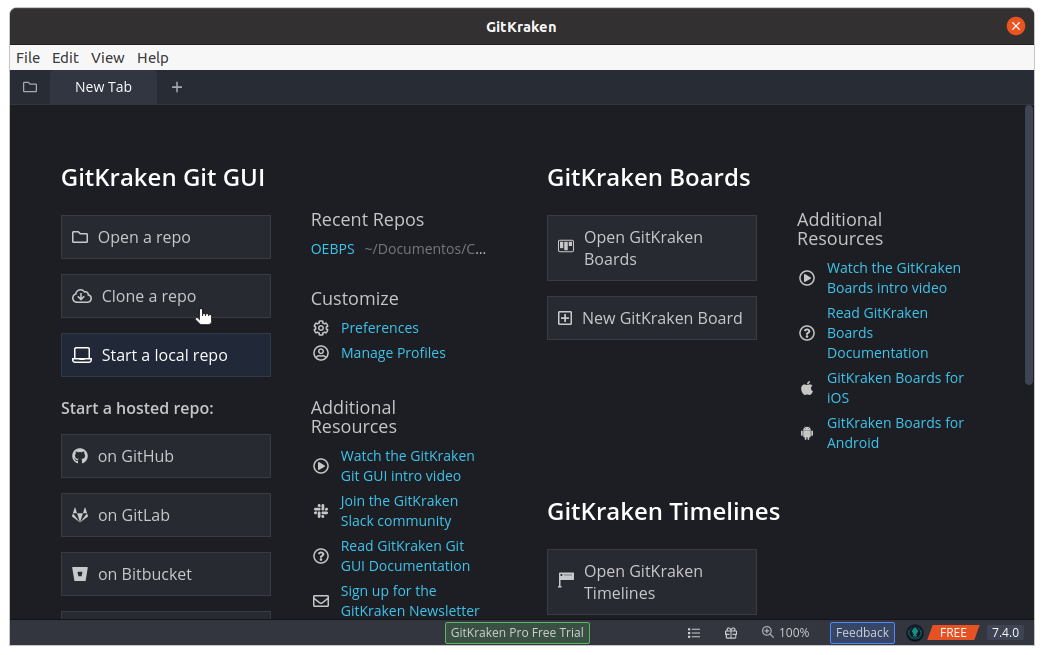 GitKraken
File Edit View Help
New Tab
GitKraken Git GUI
Open a repo
Clone a repo
Start a local repo
Start a hosted repo:
on GitHub
on GitLab
on Bitbucket
Recent Repos
OEBPS ~/Documentos/C...
Customize
Preferences
Manage Profiles
Additional
Resources
Watch the GitKraken
Git GUI intro video
Join the GitKraken
Slack community
Read GitKraken Git
GUI Documentation
Sign up for the
GitKraken Newsletter
GitKraken Boards
Open GitKraken
Boards
New GitKraken Board
Additional
Resources
Watch the GitKraken
Boards intro video
Read GitKraken
Boards
Documentation
GitKraken Boards for
iOS
GitKraken Boards for
Android
GitKraken Timelines
Open GitKraken
Timelines
GitKraken Pro Free Trial
100%
Feedback
FREE
7.4.0